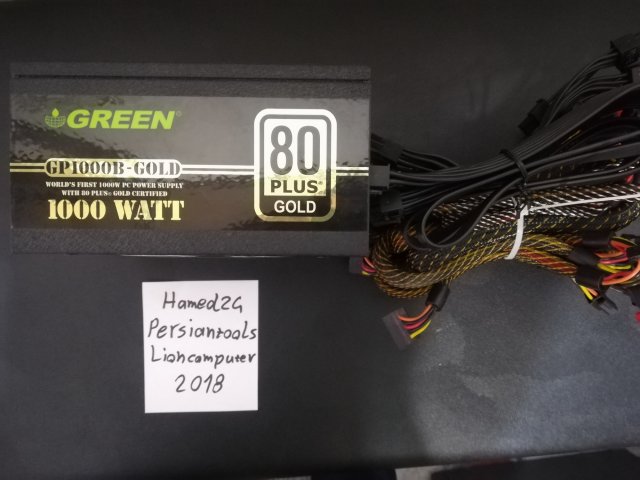 GREEN
GP1000B-GOLD
WORLD'S FIRST 1000W PC POWER SUPPLY
WITH 80 PLUS® GOLD CERTIFIED
1000 WATT
80
PLUS®
GOLD
Hamed2G
Persiantools
Lioncomputer
2018